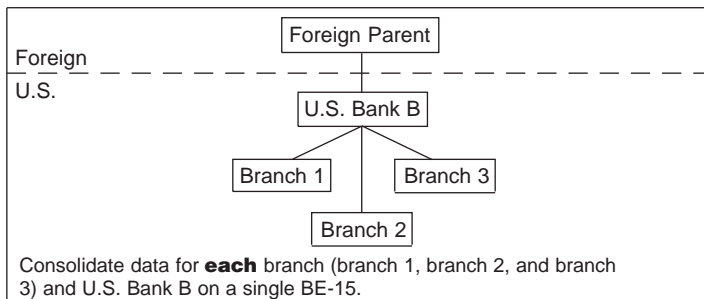 Foreign Parent
Foreign
U.S.
U.S. Bank B
Branch 1
Branch 3
Branch 2
Consolidate data for each branch (branch 1, branch 2, and branch
3) and U.S. Bank B on a single BE-15.